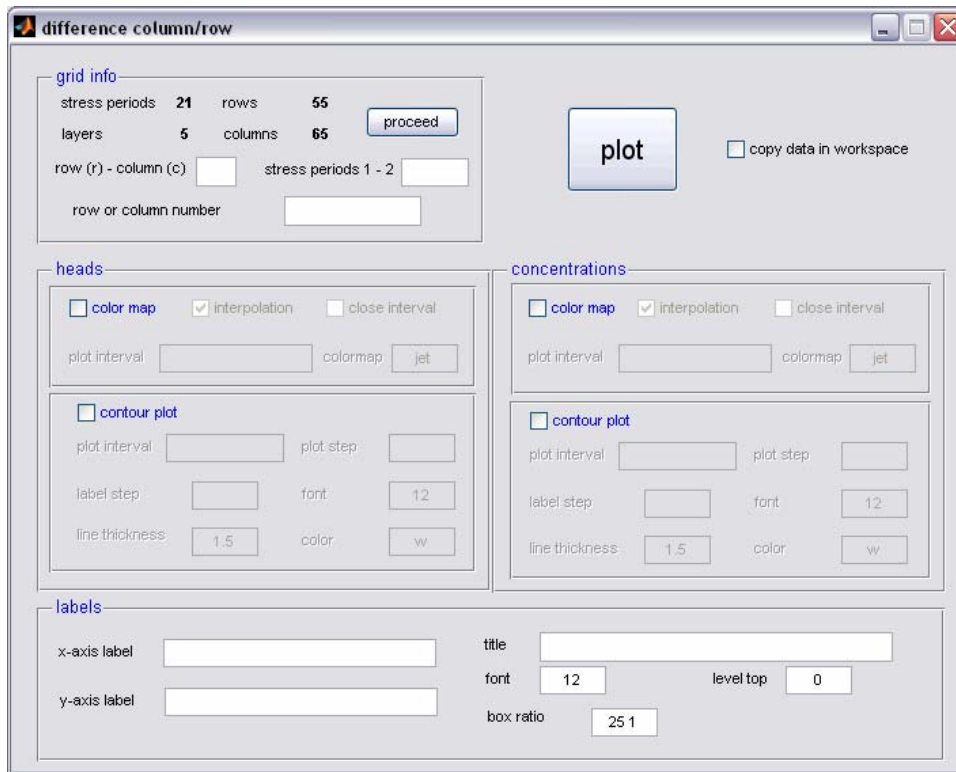 difference column/row
grid info
stress periods 21 rows 55
layers 5 columns 65 proceed
row (r) - column (c) stress periods 1 - 2
row or column number
plot
copy data in workspace
heads
color map interpolation close interval
plot interval colormap jet
contour plot
plot interval plot step
label step font 12
line thickness 1.5 color w
concentrations
color map interpolation close interval
plot interval colormap jet
contour plot
plot interval plot step
label step font 12
line thickness 1.5 color w
labels
x-axis label
y-axis label
title
font 12 level top 0
box ratio 25 1